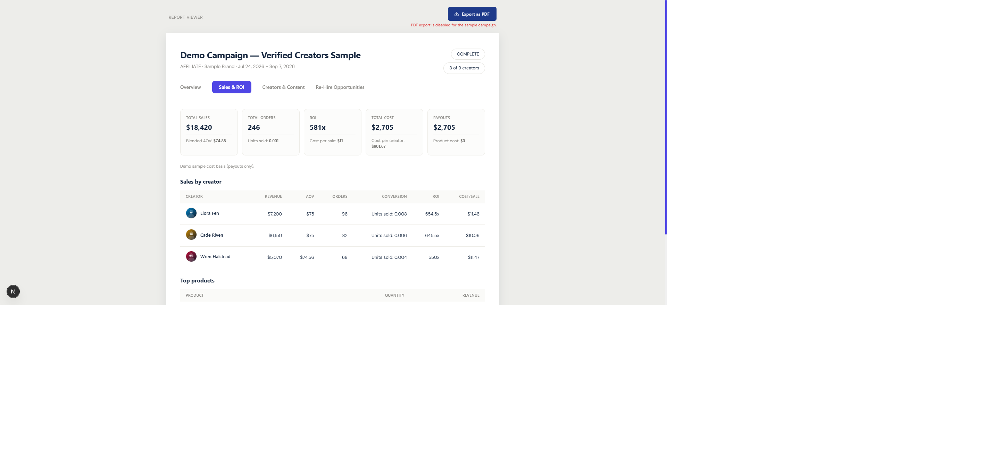 REPORT VIEWER
Export as PDF
PDF export is disabled for the sample campaign.
Demo Campaign — Verified Creators Sample
COMPLETE
AFFILIATE · Sample Brand · Jul 24, 2026 - Sep 7, 2026
3 of 9 creators
Overview Sales & ROI Creators & Content Re-Hire Opportunities
TOTAL SALES TOTAL ORDERS ROI TOTAL COST PAYOUTS
$18,420 246 581x $2,705 $2,705
Blended AOV: $74.88 Units sold: 0.001 Cost per sale: $11 Cost per creator: Product cost: $0
$901.67
Demo sample cost basis (payouts only).
Sales by creator
CREATOR REVENUE AOV ORDERS CONVERSION ROI COST/SALE
Liora Fen $7,200 $75 96 Units sold: 0.008 554.5x $11.46
Cade Riven $6,150 $75 82 Units sold: 0.006 645.5x $10.06
WH Wren Halstead $5,070 $74.56 68 Units sold: 0.004 550x $11.47
Top products
PRODUCT QUANTITY REVENUE
N